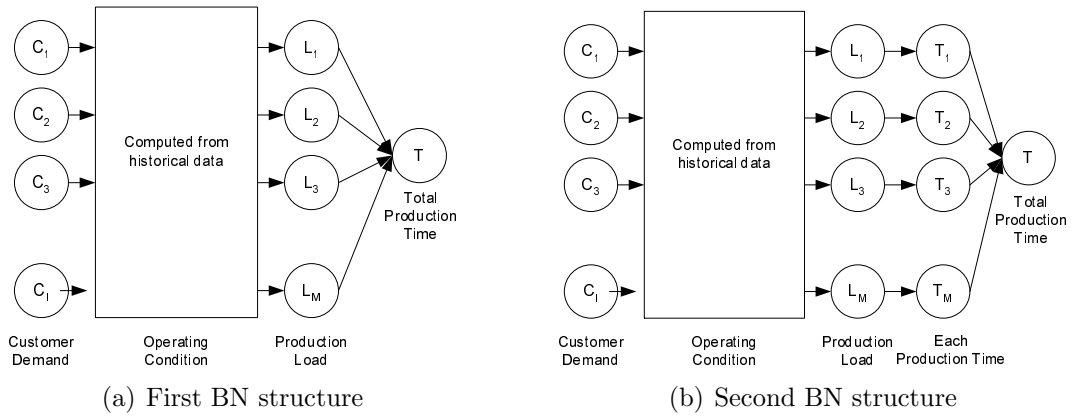 C1
L1
C2
L2
C3
L3
CI
LM
Computed from
historical data
T
Total
Production
Time
Customer
Demand
Operating
Condition
Production
Load
(a) First BN structure
C1
L1
T1
C2
L2
T2
C3
L3
T3
CI
LM
TM
Computed from
historical data
T
Total
Production
Time
Customer
Demand
Operating
Condition
Production
Load
Each
Production Time
(b) Second BN structure